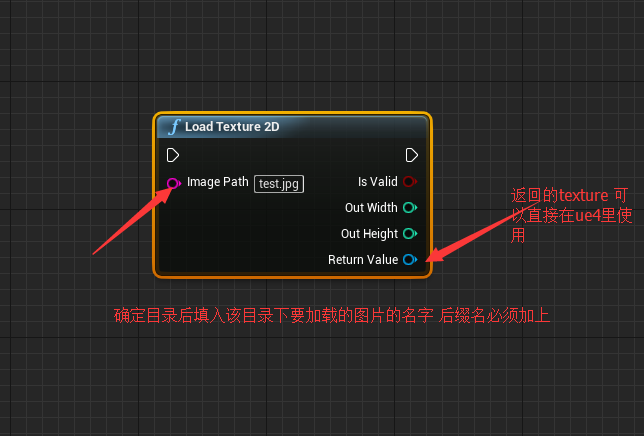 f Load Texture 2D
Image Path test.jpg Is Valid
Out Width
Out Height
Return Value
返回的texture 可
以直接在ue4里使
用
确定目录后填入该目录下要加载的图片的名字 后缀名必须加上